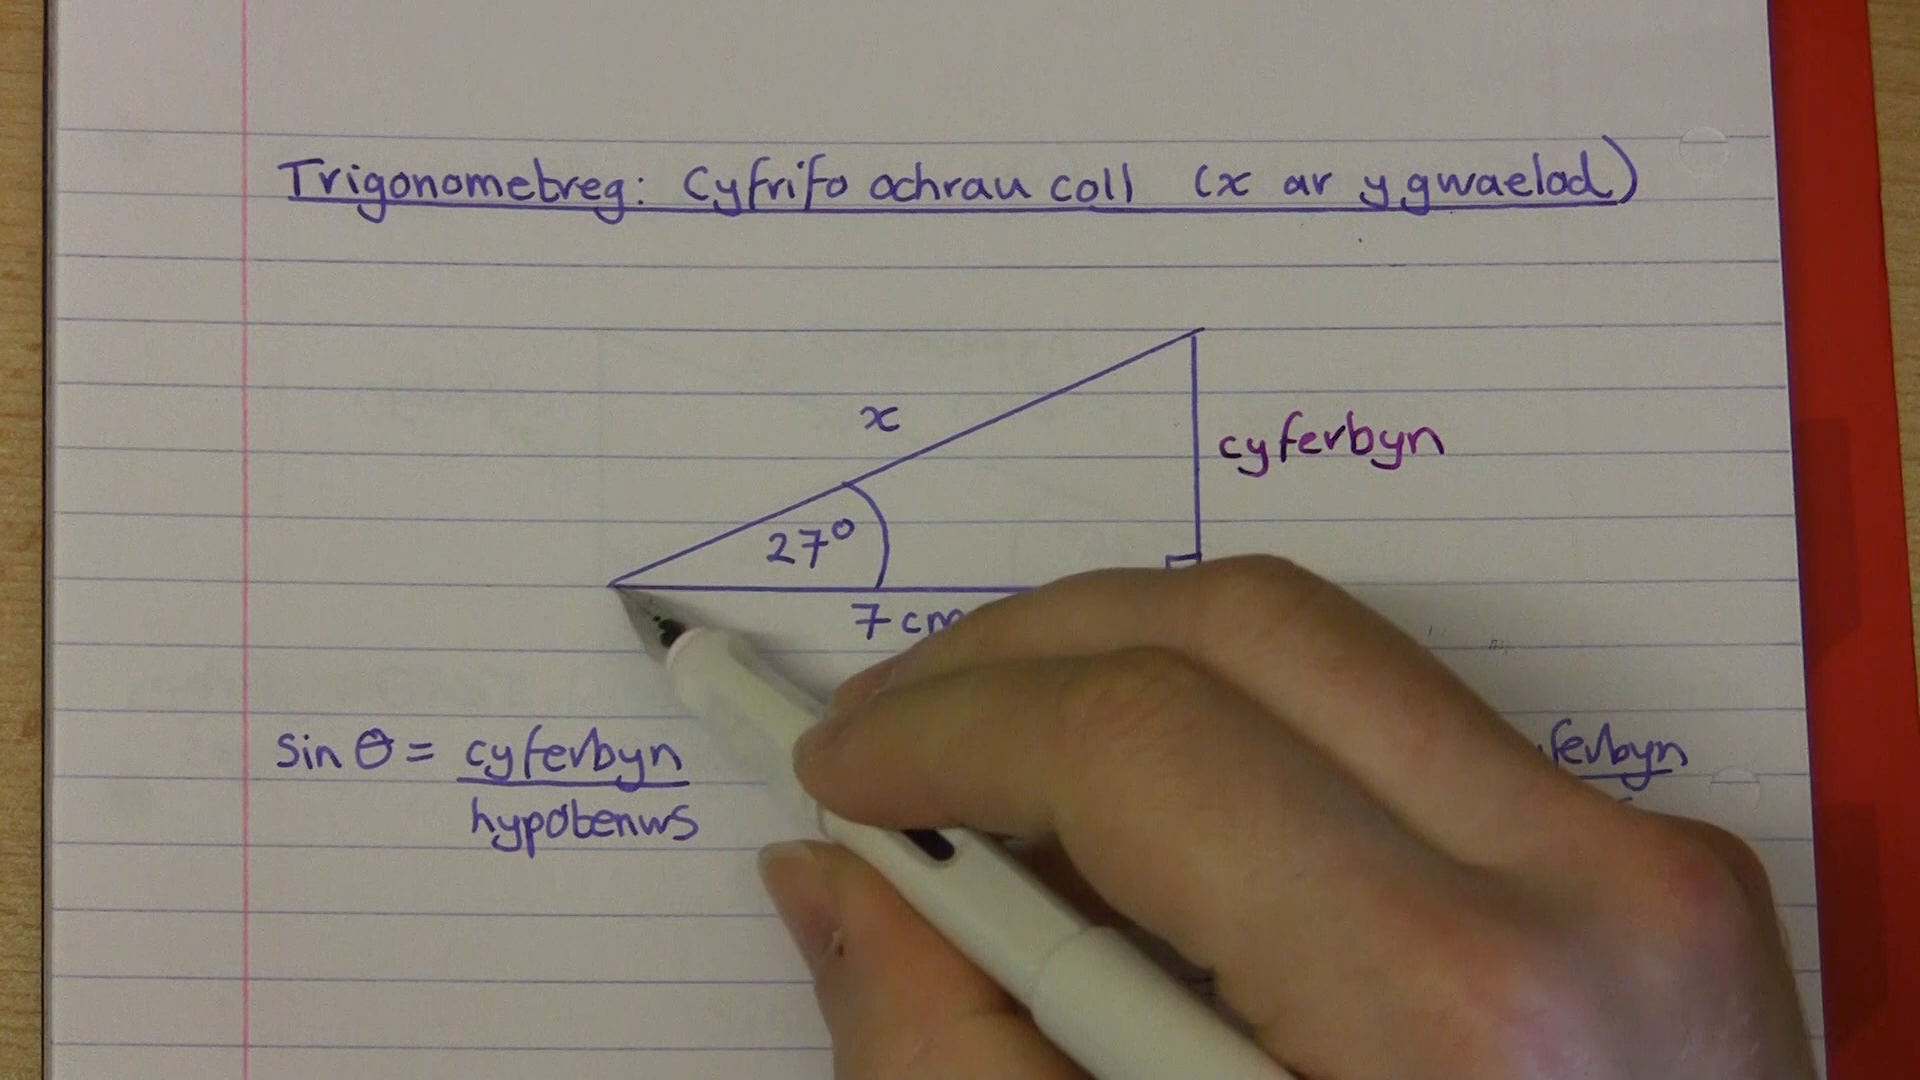 Trigonometreg: Cyfrifo ochrau coll (x ar y gwaelod)
x
cyferbyn
27°
7 cm
sin θ = cyferbyn
hypotenws